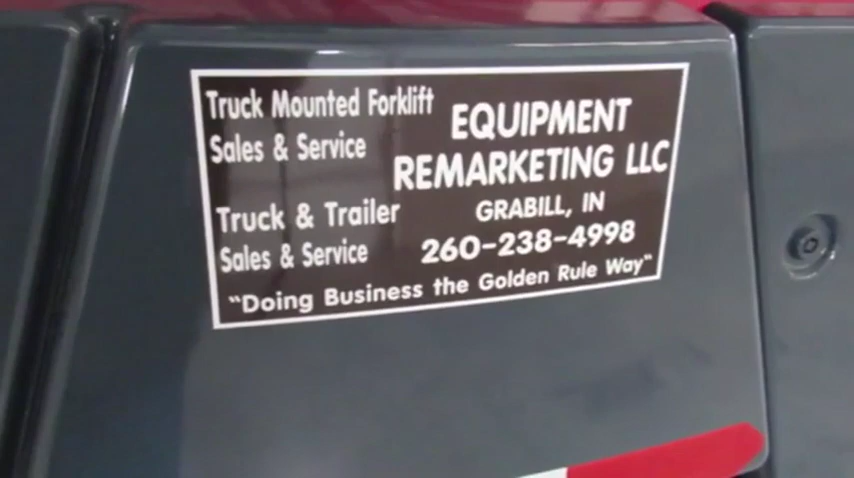 Truck Mounted Forklift
Sales & Service
Truck & Trailer
Sales & Service
EQUIPMENT
REMARKETING LLC
GRABILL, IN
260-238-4998
"Doing Business the Golden Rule Way"